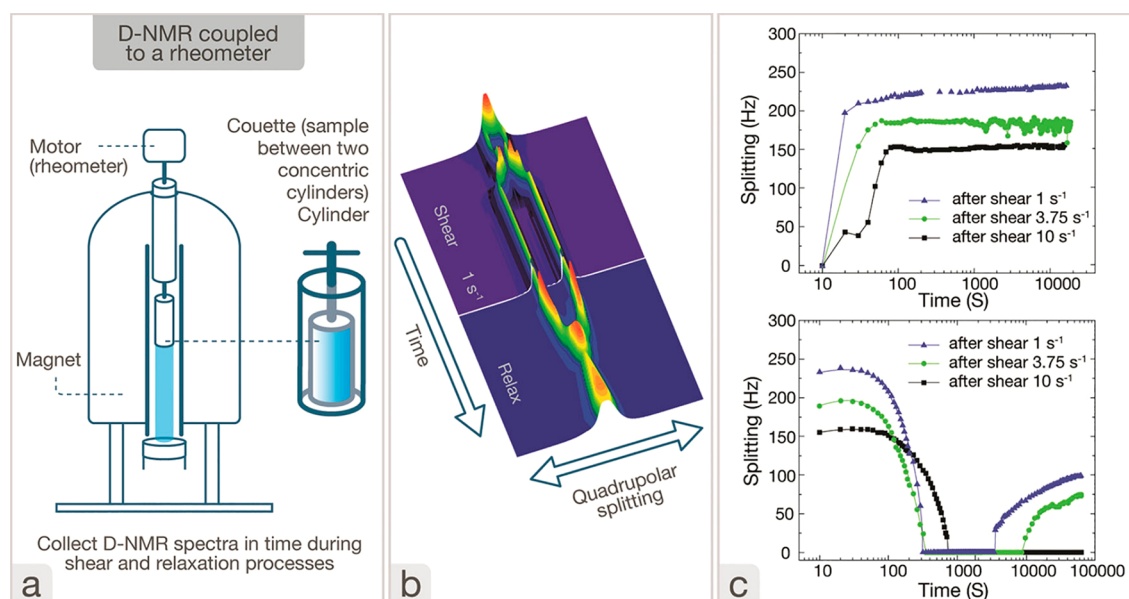 D-NMR coupled
to a rheometer
Motor
(rheometer)
Couette (sample
between two
concentric
cylinders)
Cylinder
Magnet
Collect D-NMR spectra in time during
shear and relaxation processes
a
Shear
1 s⁻¹
Relax
Time
Quadrupolar
splitting
b
300
250
200
150
100
50
0
Splitting (Hz)
after shear 1 s⁻¹
after shear 3.75 s⁻¹
after shear 10 s⁻¹
10 100 1000 10000
Time (S)
300
250
200
150
100
50
0
Splitting (Hz)
after shear 1 s⁻¹
after shear 3.75 s⁻¹
after shear 10 s⁻¹
10 100 1000 10000 100000
Time (S)
c